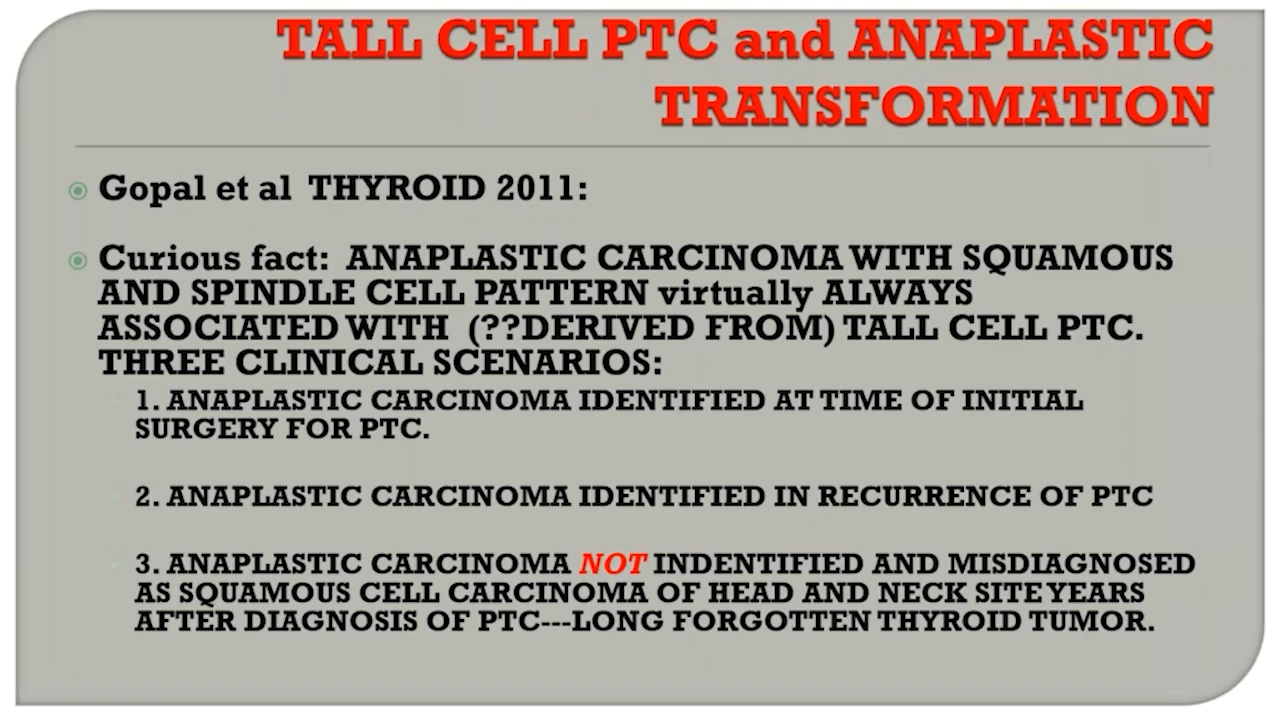 TALL CELL PTC and ANAPLASTIC
TRANSFORMATION
Gopal et al THYROID 2011:
Curious fact: ANAPLASTIC CARCINOMA WITH SQUAMOUS
AND SPINDLE CELL PATTERN virtually ALWAYS
ASSOCIATED WITH (??DERIVED FROM) TALL CELL PTC.
THREE CLINICAL SCENARIOS:
1. ANAPLASTIC CARCINOMA IDENTIFIED AT TIME OF INITIAL
SURGERY FOR PTC.
2. ANAPLASTIC CARCINOMA IDENTIFIED IN RECURRENCE OF PTC
3. ANAPLASTIC CARCINOMA NOT INDENTIFIED AND MISDIAGNOSED
AS SQUAMOUS CELL CARCINOMA OF HEAD AND NECK SITE YEARS
AFTER DIAGNOSIS OF PTC---LONG FORGOTTEN THYROID TUMOR.